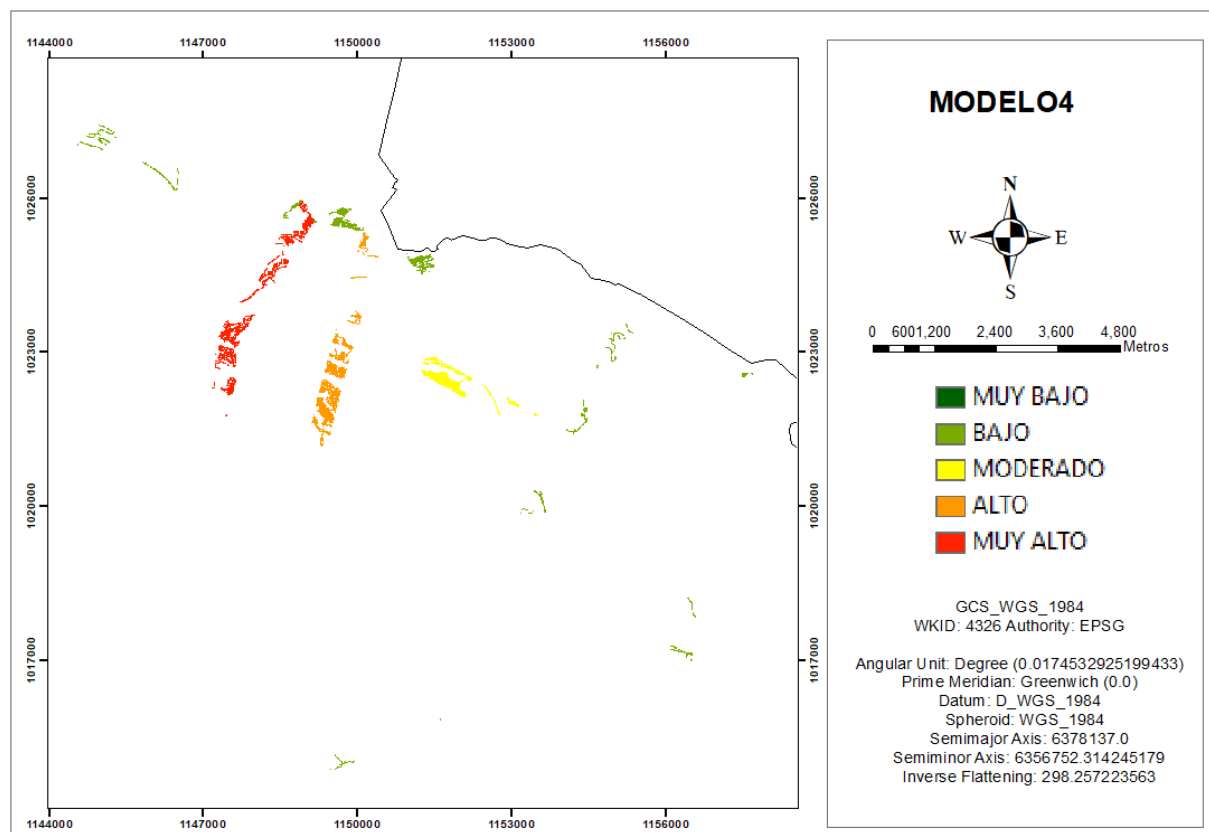 1144000 1147000 1150000 1153000 1156000
MODELO4
N
W E
S
0 600 1,200 2,400 3,600 4,800
Metros
1026000 1026000
1023000 1023000
1020000 1020000
1017000 1017000
MUY BAJO
BAJO
MODERADO
ALTO
MUY ALTO
GCS_WGS_1984
WKID: 4326 Authority: EPSG
Angular Unit: Degree (0.0174532925199433)
Prime Meridian: Greenwich (0.0)
Datum: D_WGS_1984
Spheroid: WGS_1984
Semimajor Axis: 6378137.0
Semiminor Axis: 6356752.314245179
Inverse Flattening: 298.257223563
1144000 1147000 1150000 1153000 1156000